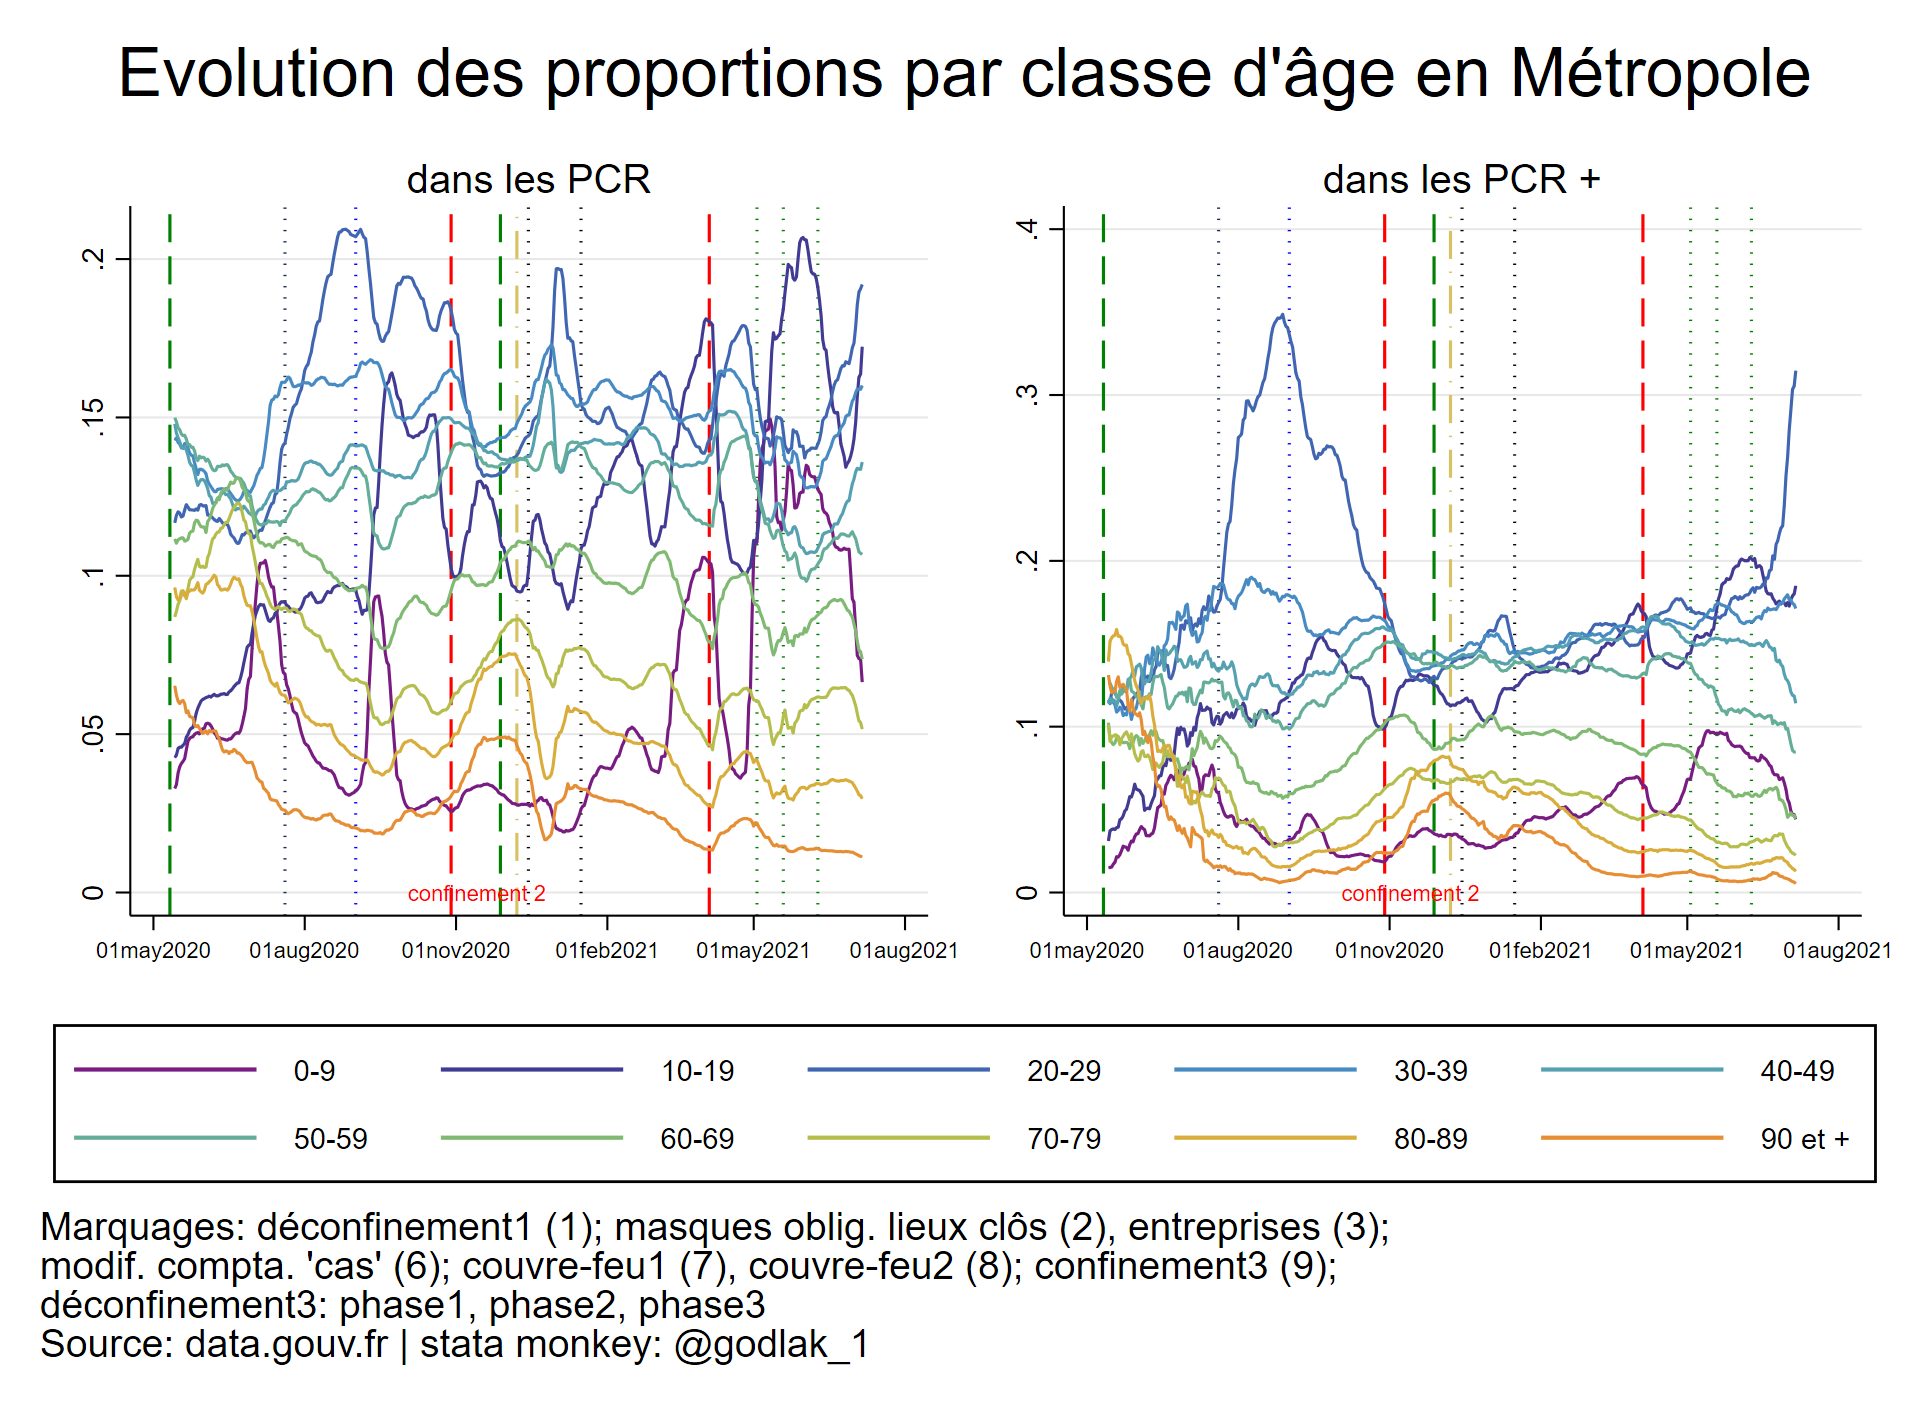 Evolution des proportions par classe d'âge en Métropole
dans les PCR
.2
.15
.1
.05
0
confinement 2
01may2020 01aug2020 01nov2020 01feb2021 01may2021 01aug2021
dans les PCR +
.4
.3
.2
.1
0
confinement 2
01may2020 01aug2020 01nov2020 01feb2021 01may2021 01aug2021
0-9 10-19 20-29 30-39 40-49
50-59 60-69 70-79 80-89 90 et +
Marquages: déconfinement1 (1); masques oblig. lieux clôs (2), entreprises (3);
modif. compta. 'cas' (6); couvre-feu1 (7), couvre-feu2 (8); confinement3 (9);
déconfinement3: phase1, phase2, phase3
Source: data.gouv.fr | stata monkey: @godlak_1